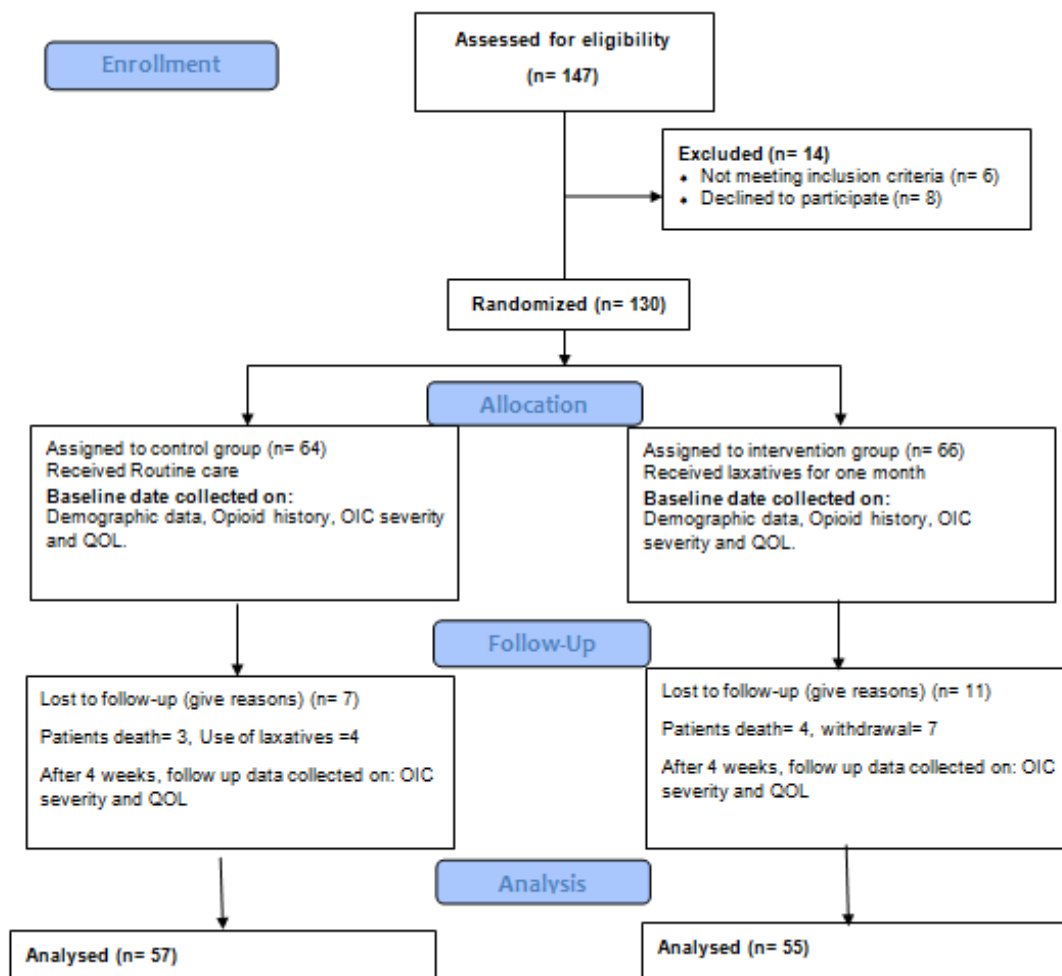 Enrollment
Assessed for eligibility
(n= 147)
Excluded (n= 14)
• Not meeting inclusion criteria (n= 6)
• Declined to participate (n= 8)
Randomized (n= 130)
Allocation
Assigned to control group (n= 64)
Received Routine care
Baseline date collected on:
Demographic data, Opioid history, OIC severity
and QOL.
Assigned to intervention group (n= 66)
Received laxatives for one month
Baseline date collected on:
Demographic data, Opioid history, OIC
severity and QOL.
Follow-Up
Lost to follow-up (give reasons) (n= 7)
Patients death= 3, Use of laxatives =4
After 4 weeks, follow up data collected on: OIC
severity and QOL
Lost to follow-up (give reasons) (n= 11)
Patients death= 4, withdrawal= 7
After 4 weeks, follow up data collected on: OIC
severity and QOL
Analysis
Analysed (n= 57)
Analysed (n= 55)